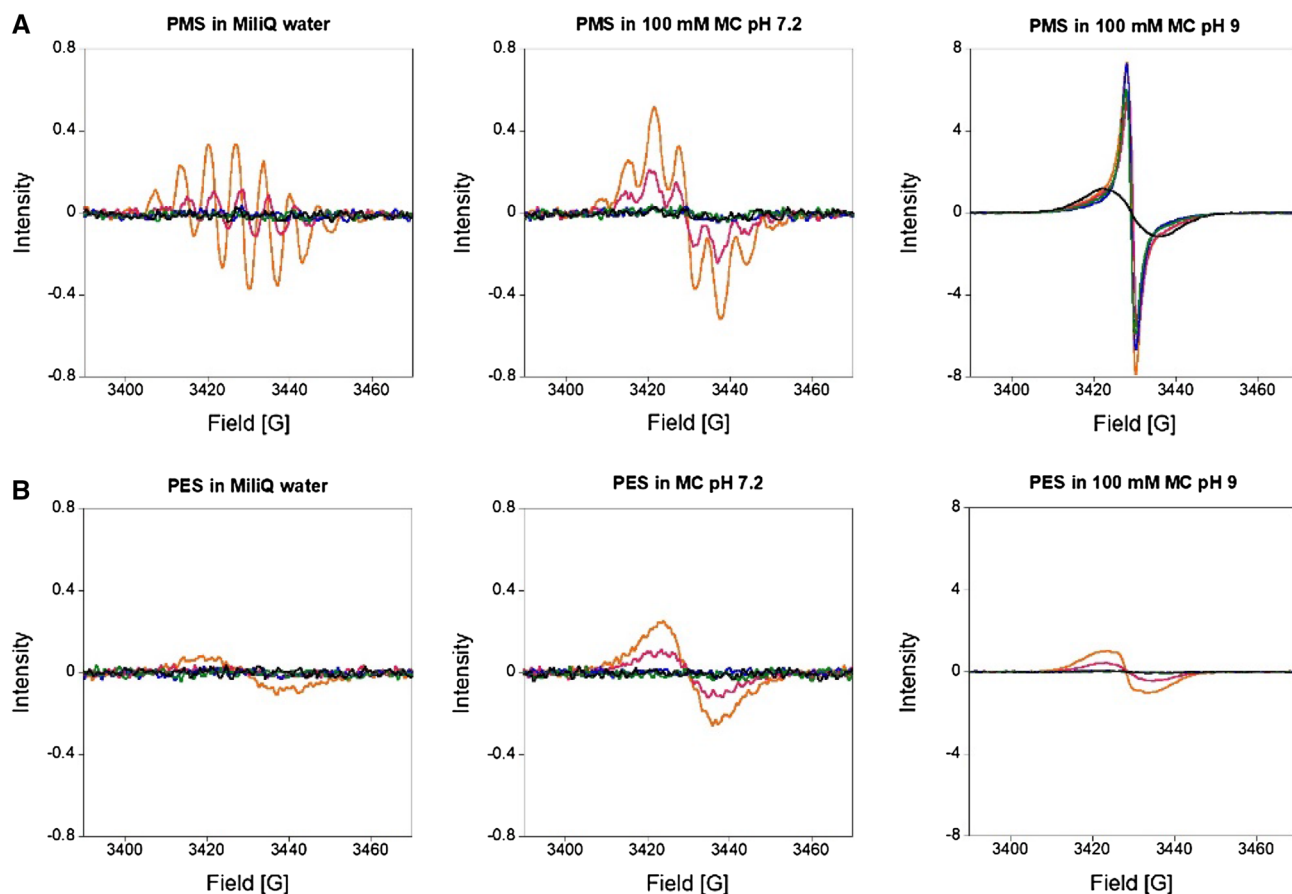 A
PMS in MiliQ water
0.8
0.4
0
-0.4
-0.8
Intensity
3400 3420 3440 3460
Field [G]
PMS in 100 mM MC pH 7.2
0.8
0.4
0
-0.4
-0.8
Intensity
3400 3420 3440 3460
Field [G]
PMS in 100 mM MC pH 9
8
4
0
-4
-8
Intensity
3400 3420 3440 3460
Field [G]
B
PES in MiliQ water
0.8
0.4
0
-0.4
-0.8
Intensity
3400 3420 3440 3460
Field [G]
PES in MC pH 7.2
0.8
0.4
0
-0.4
-0.8
Intensity
3400 3420 3440 3460
Field [G]
PES in 100 mM MC pH 9
8
4
0
-4
-8
Intensity
3400 3420 3440 3460
Field [G]